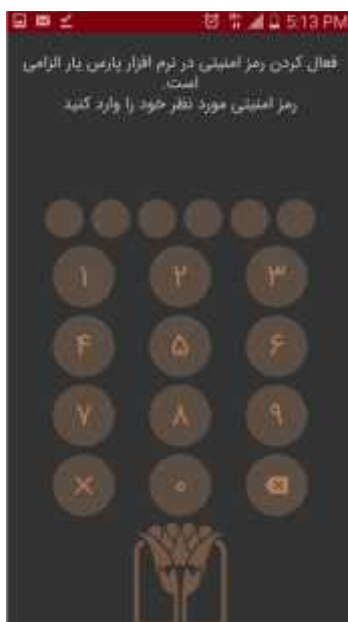 5:13 PM
فعال کردن رمز امنیتی در نرم افزار پارس یار الزامی
است.
رمز امنیتی مورد نظر خود را وارد کنید
۱ ۲ ۳
۴ ۵ ۶
۷ ۸ ۹
۰